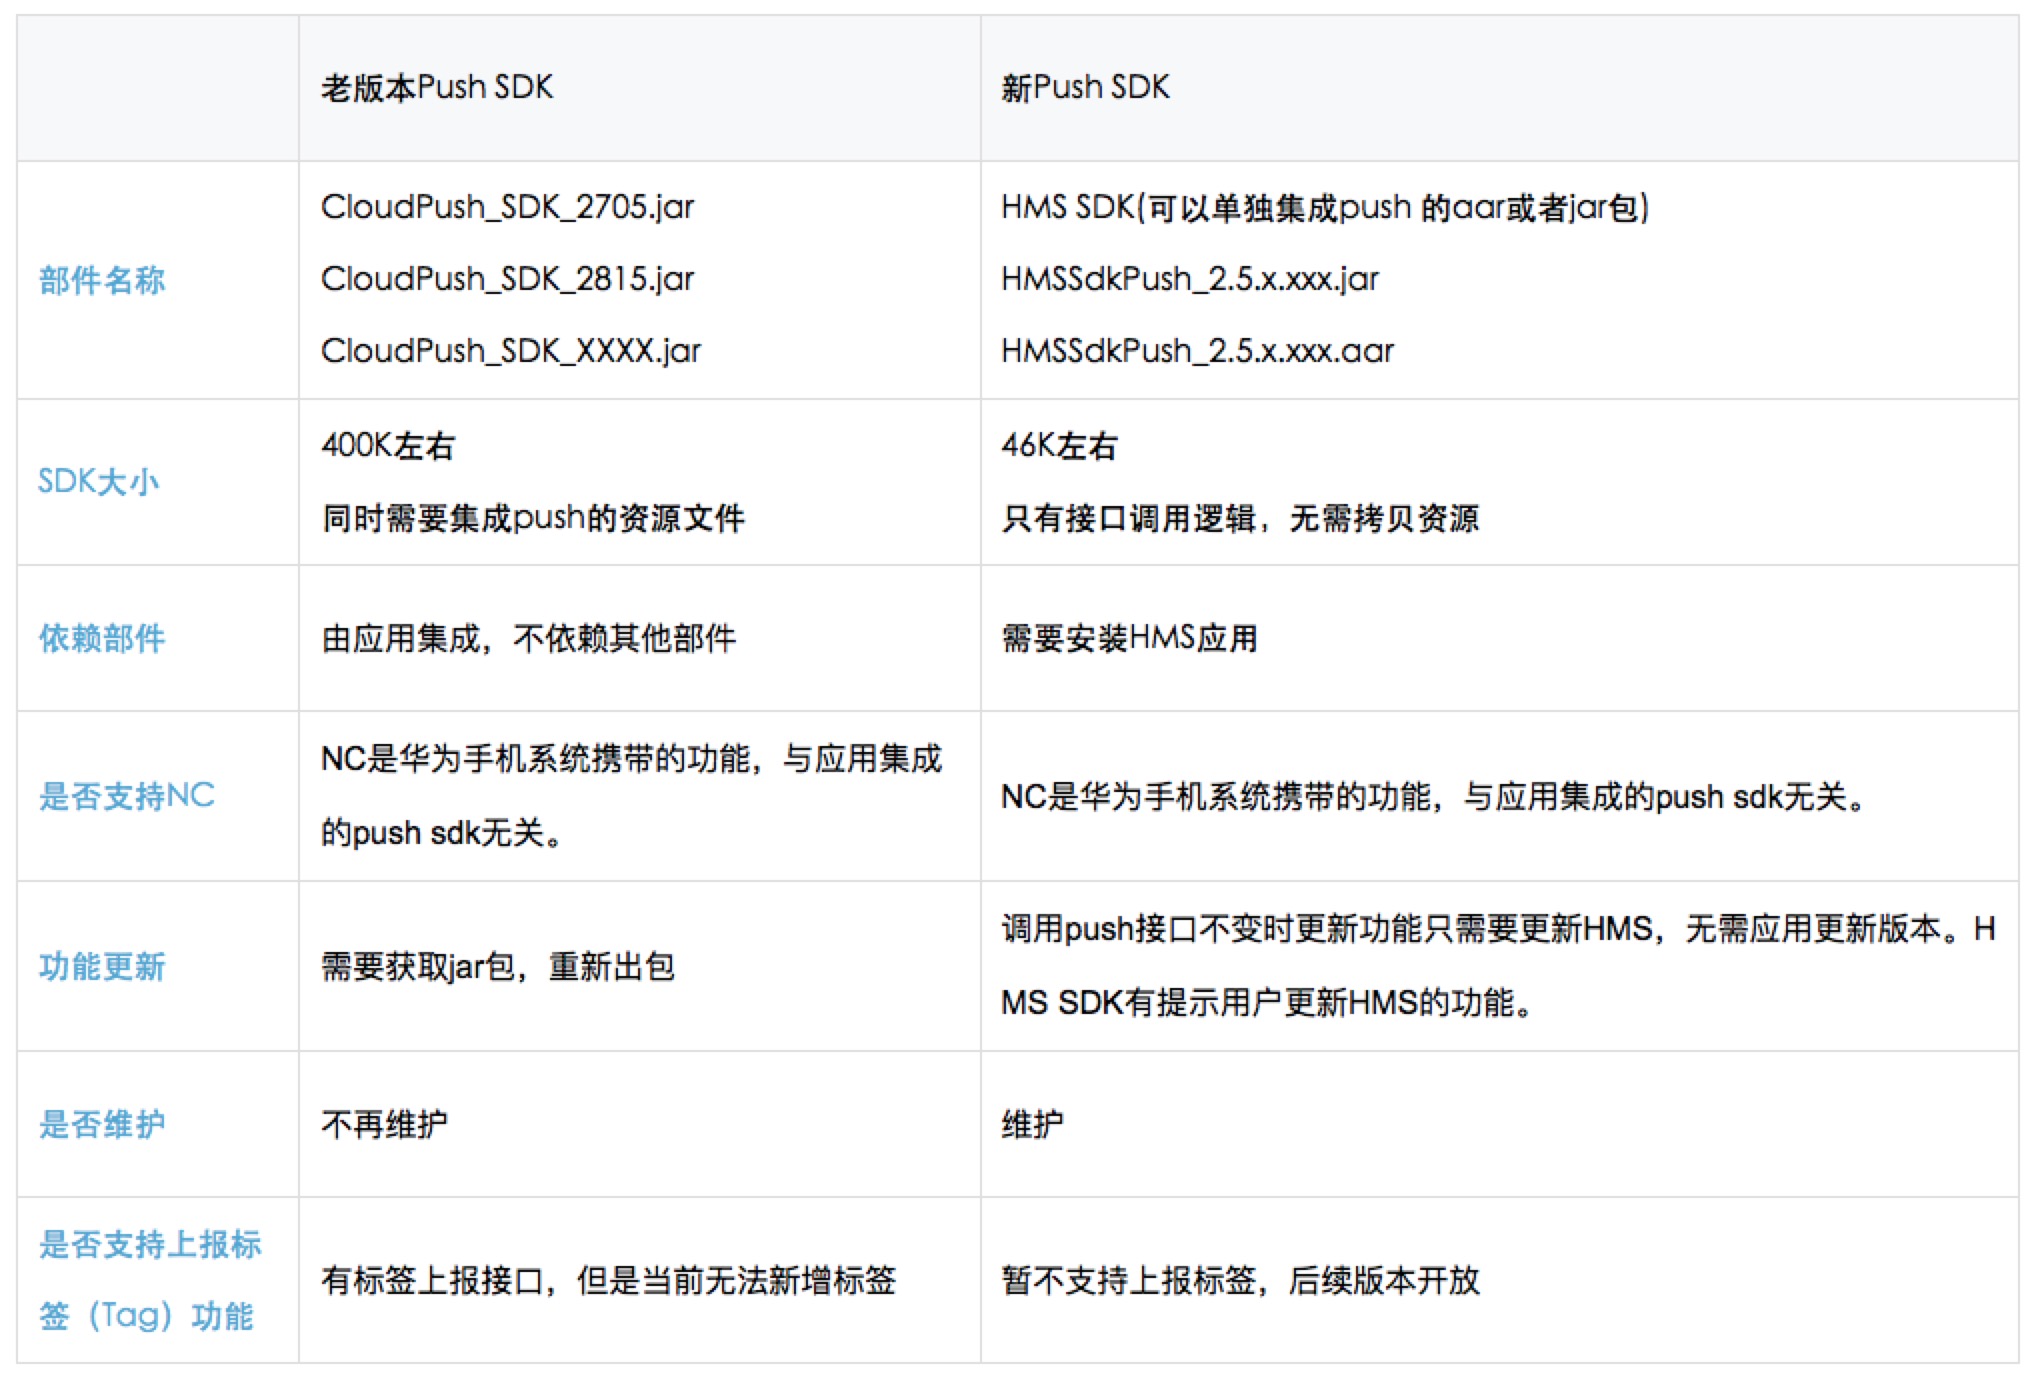 老版本Push SDK
新Push SDK
部件名称
CloudPush_SDK_2705.jar
CloudPush_SDK_2815.jar
CloudPush_SDK_XXXX.jar
HMS SDK(可以单独集成push 的aar或者jar包)
HMSSdkPush_2.5.x.xxx.jar
HMSSdkPush_2.5.x.xxx.aar
SDK大小
400K左右
同时需要集成push的资源文件
46K左右
只有接口调用逻辑，无需拷贝资源
依赖部件
由应用集成，不依赖其他部件
需要安装HMS应用
是否支持NC
NC是华为手机系统携带的功能，与应用集成
的push sdk无关。
NC是华为手机系统携带的功能，与应用集成的push sdk无关。
功能更新
需要获取jar包，重新出包
调用push接口不变时更新功能只需要更新HMS，无需应用更新版本。H
MS SDK有提示用户更新HMS的功能。
是否维护
不再维护
维护
是否支持上报标
签（Tag）功能
有标签上报接口，但是当前无法新增标签
暂不支持上报标签，后续版本开放